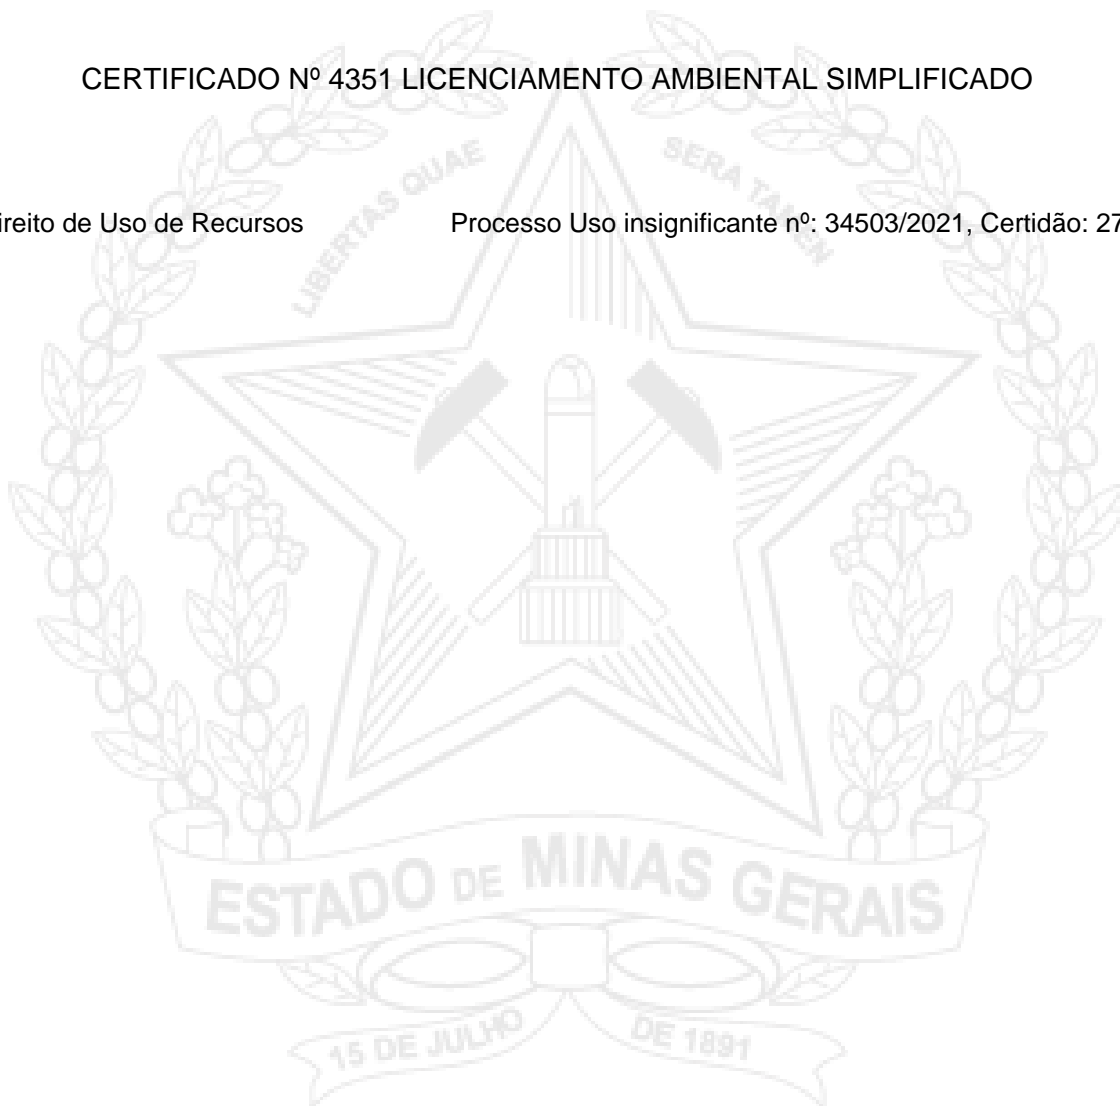 CERTIFICADO Nº 4351 LICENCIAMENTO AMBIENTAL SIMPLIFICADO
LIBERTAS QUAE SERA TAMEN
ireito de Uso de Recursos Processo Uso insignificante nº: 34503/2021, Certidão: 27
ESTADO DE MINAS GERAIS
15 DE JULHO DE 1891